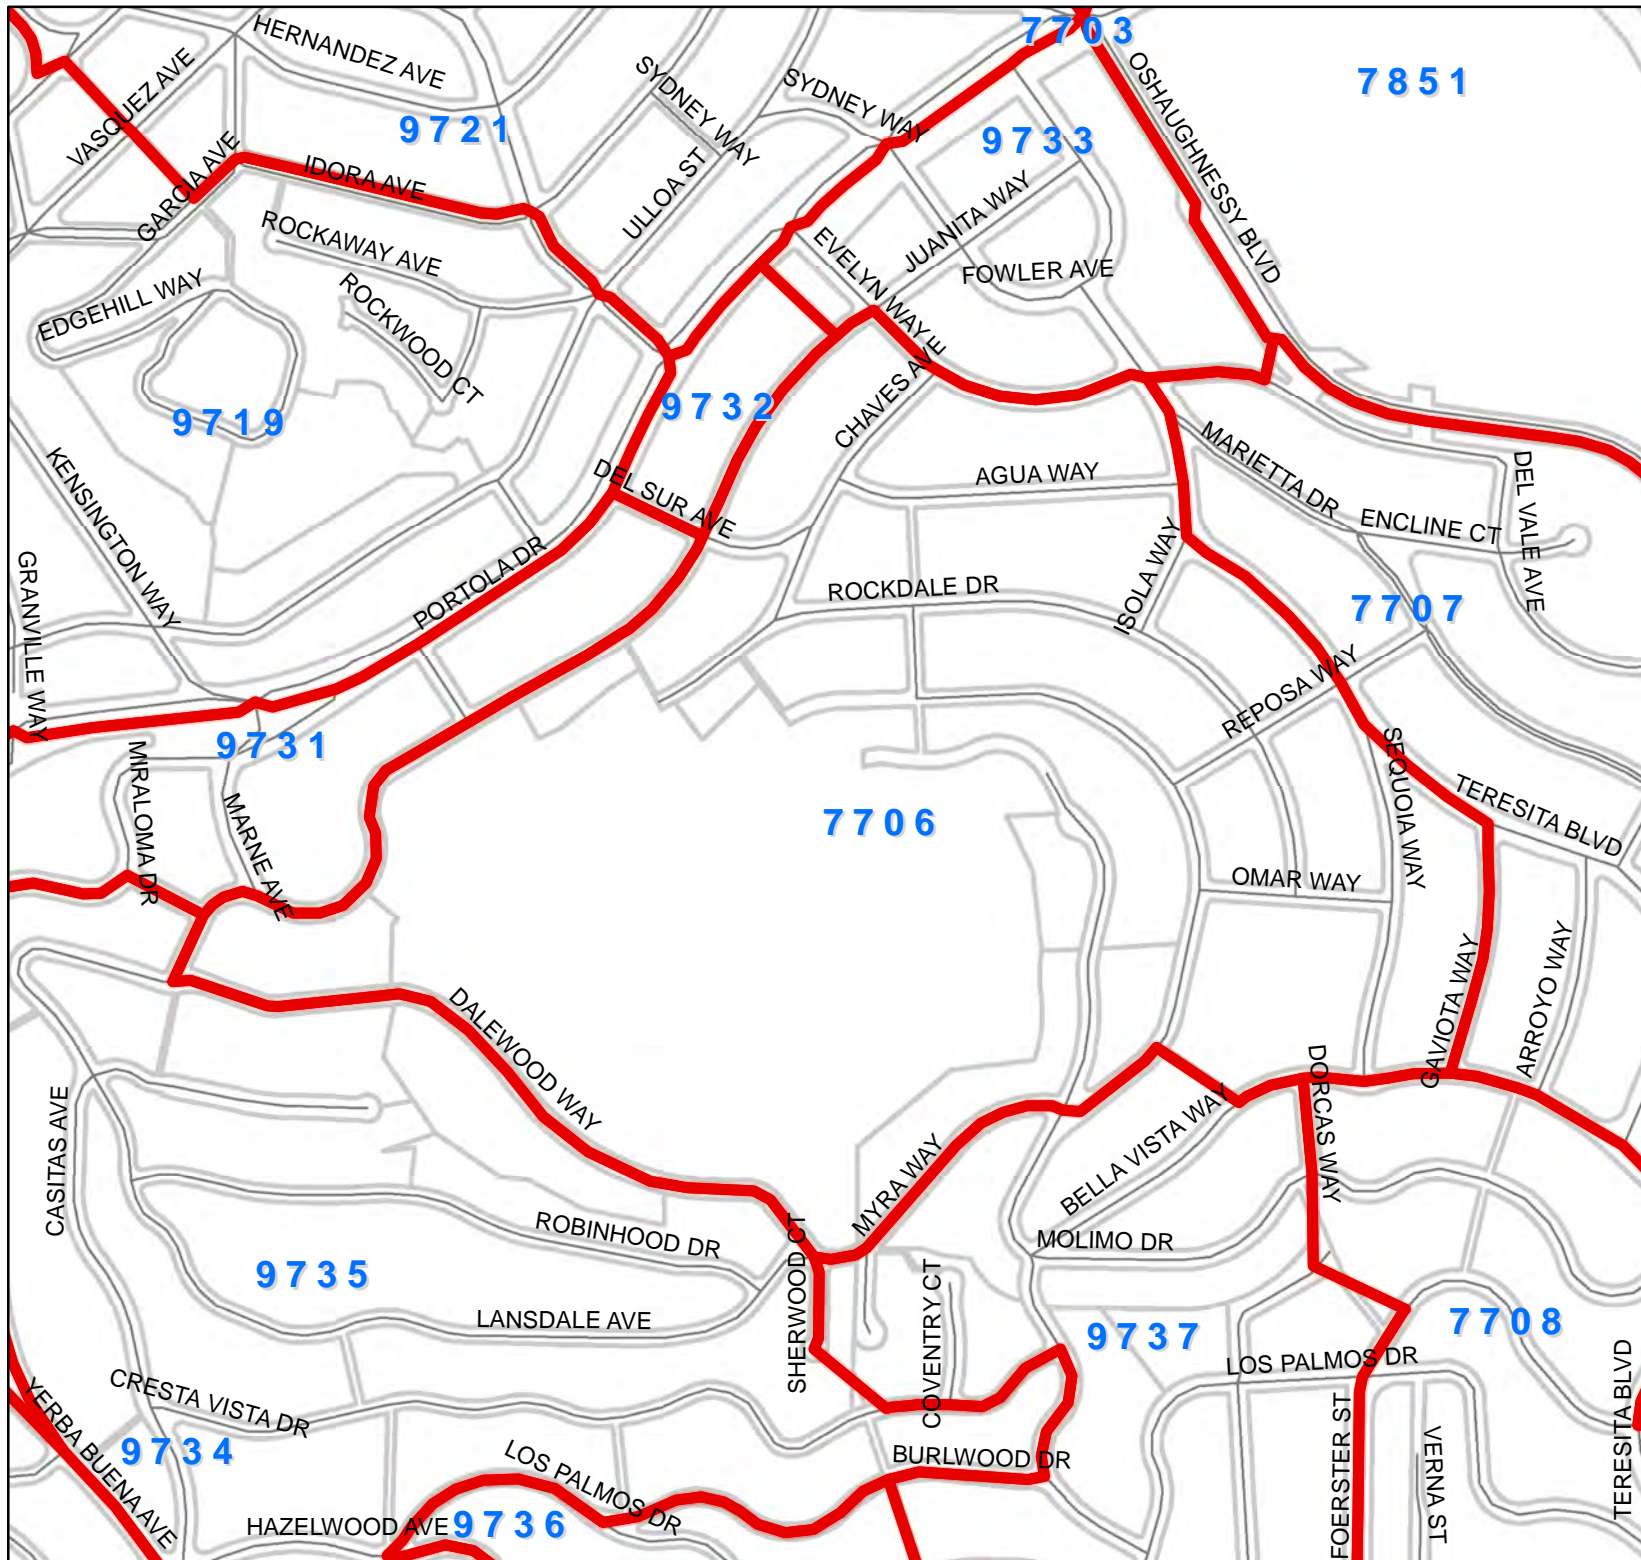 7703
HERNANDEZ AVE
OSHAUGHNESSY BLVD
7851
VASQUEZ AVE
SYDNEY WAY
SYDNEY WAY
9721
9733
GARCIA AVE
IDORA AVE
ULLOA ST
JUANITA WAY
ROCKAWAY AVE
EVELYN WAY
FOWLER AVE
EDGEHILL WAY
ROCKWOOD CT
9732
CHAVES AVE
9719
MARIETTA DR
KENSINGTON WAY
DEL SUR AVE
AGUA WAY
DEL VALE AVE
ENCLINE CT
GRANVILLE WAY
PORTOLA DR
ROCKDALE DR
ISOLA WAY
7707
REPOSA WAY
9731
MIRALOMA DR
MARNE AVE
SEQUOIA WAY
TERESITA BLVD
7706
OMAR WAY
GAVIOTA WAY
ARROYO WAY
DALEWOOD WAY
DORCAS WAY
CASITAS AVE
MYRA WAY
BELLA VISTA WAY
ROBINHOOD DR
MOLIMO DR
9735
SHERWOOD CT
COVENTRY CT
LANSDALE AVE
9737
7708
LOS PALMOS DR
CRESTA VISTA DR
YERBA BUENA AVE
9734
FOERSTER ST
VERNA ST
TERESITA BLVD
LOS PALMOS DR
BURLWOOD DR
HAZELWOOD AVE
9736